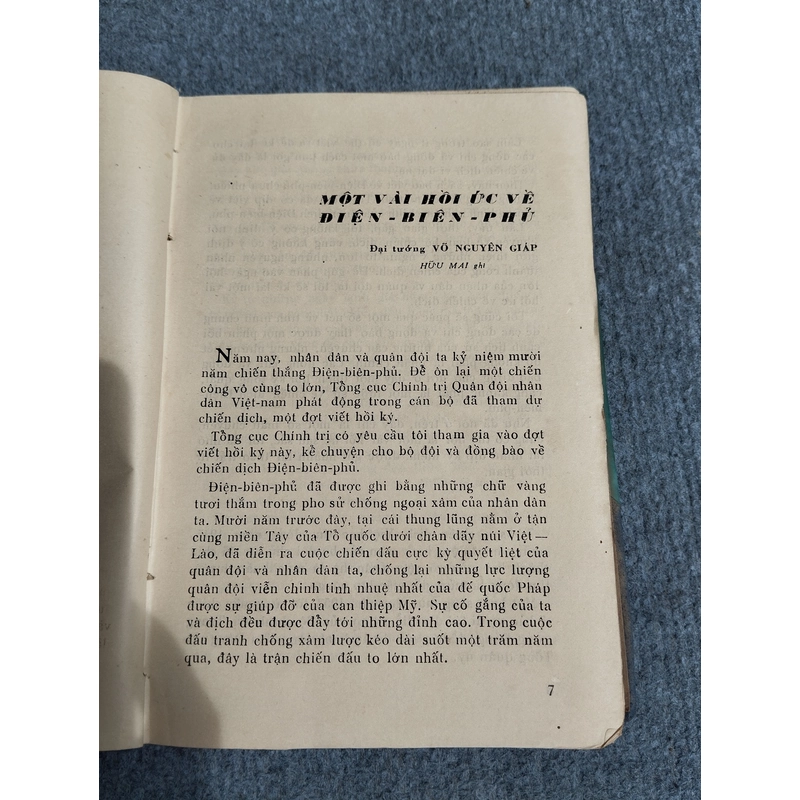 MỘT VÀI HỒI ỨC VỀ
ĐIỆN - BIÊN - PHỦ
Đại tướng VÕ NGUYÊN GIÁP
HỮU MAI ghi
Năm nay, nhân dân và quân đội ta kỷ niệm mười
năm chiến thắng Điện-biên-phủ. Để ôn lại một chiến
công vô cùng to lớn, Tổng cục Chính trị Quân đội nhân
dân Việt-nam phát động trong cán bộ đã tham dự
chiến dịch, một đợt viết hồi ký.
Tổng cục Chính trị có yêu cầu tôi tham gia vào đợt
viết hồi ký này, kể chuyện cho bộ đội và đồng bào về
chiến dịch Điện-biên-phủ.
Điện-biên-phủ đã được ghi bằng những chữ vàng
tươi thắm trong pho sử chống ngoại xâm của nhân dân
ta. Mười năm trước đây, tại cái thung lũng nằm ở tận
cùng miền Tây của Tổ quốc dưới chân dãy núi Việt —
Lào, đã diễn ra cuộc chiến đấu cực kỳ quyết liệt của
quân đội và nhân dân ta, chống lại những lực lượng
quân đội viễn chinh tinh nhuệ nhất của đế quốc Pháp
được sự giúp đỡ của can thiệp Mỹ. Sự cố gắng của ta
và địch đều được đẩy tới những đỉnh cao. Trong cuộc
đấu tranh chống xâm lược kéo dài suốt một trăm năm
qua, đây là trận chiến đấu to lớn nhất.
7